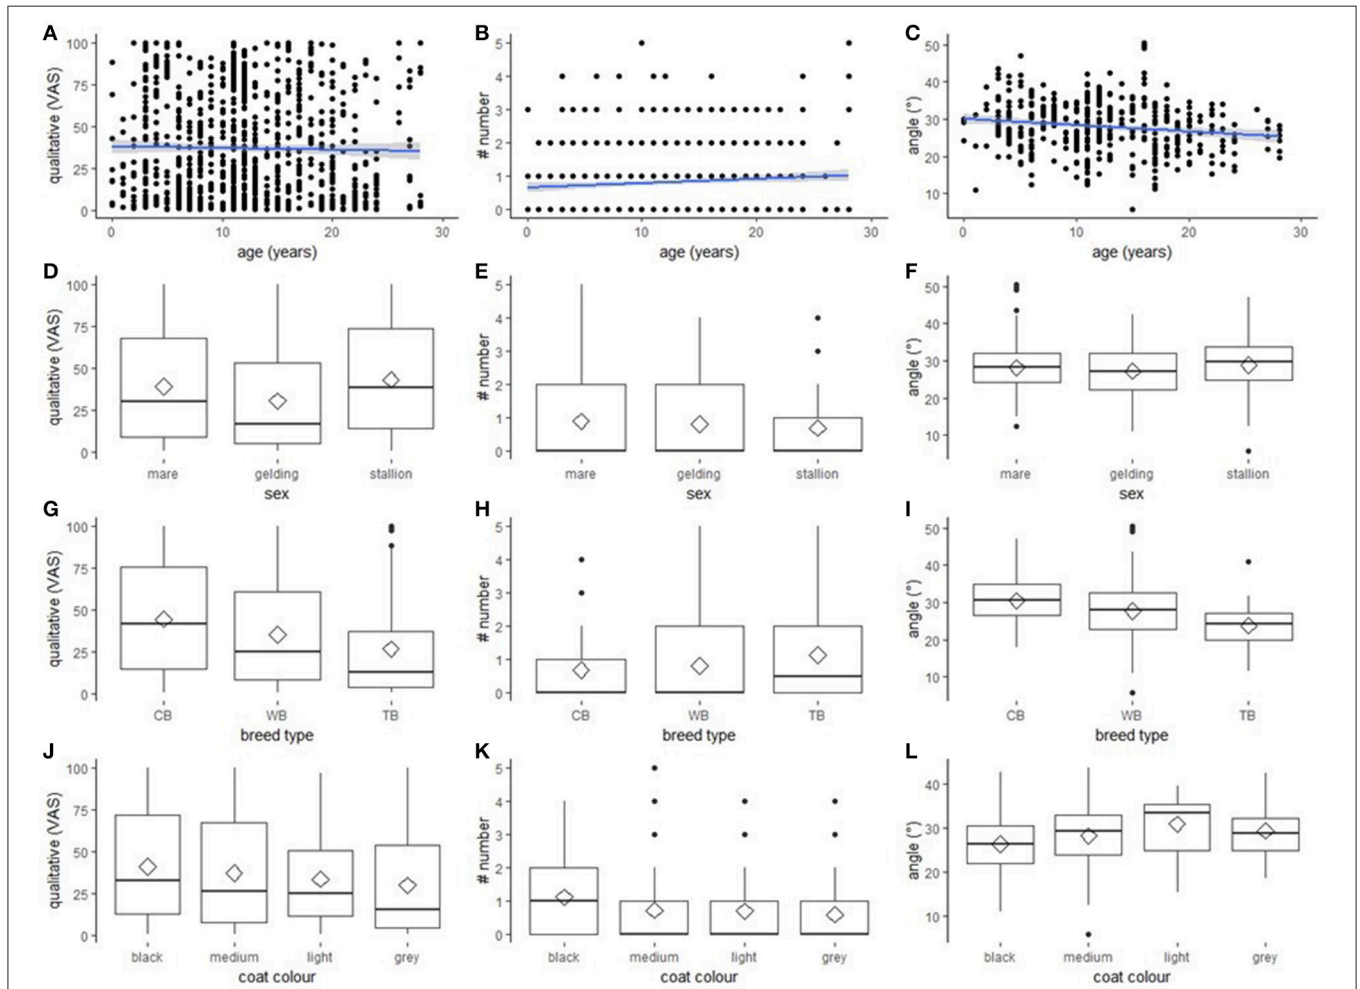 A B C
qualitative (VAS) # number angle (°)
100 5 50
75 4 40
50 3 30
25 2 20
0 1 10
0
0 10 20 30 0 10 20 30 0 10 20 30
age (years) age (years) age (years)
D E F
qualitative (VAS) # number angle (°)
100 5 50
75 4 40
50 3 30
25 2 20
0 1 10
0
mare gelding stallion mare gelding stallion mare gelding stallion
sex sex sex
G H I
qualitative (VAS) # number angle (°)
100 5 50
75 4 40
50 3 30
25 2 20
0 1 10
0
CB WB TB CB WB TB CB WB TB
breed type breed type breed type
J K L
qualitative (VAS) # number angle (°)
100 5 40
75 4 30
50 3 20
25 2 10
0 1
0
black medium light grey black medium light grey black medium light grey
coat colour coat colour coat colour